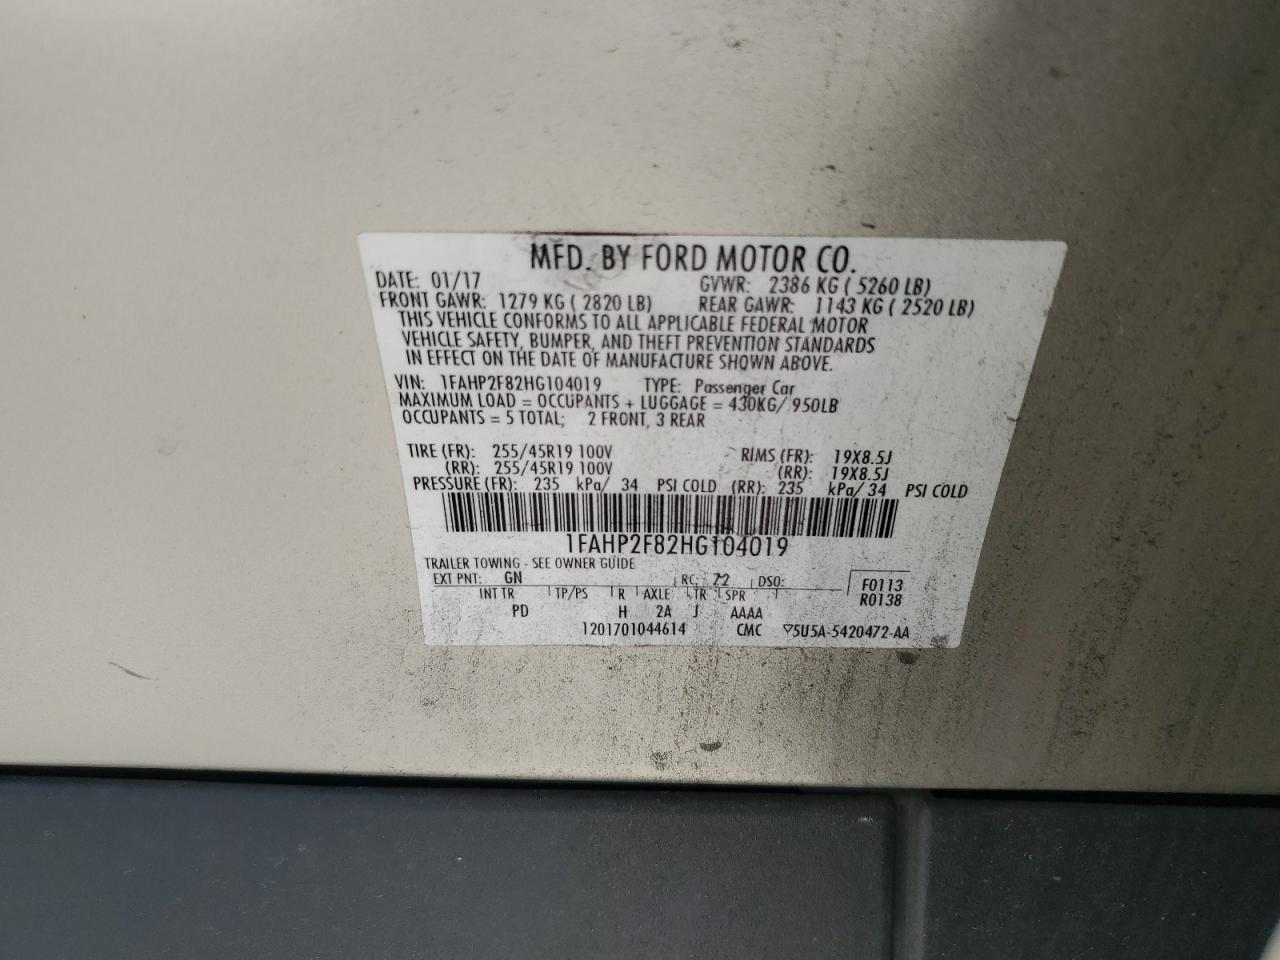 MFD. BY FORD MOTOR CO.
DATE: 01/17 GVWR: 2386 KG ( 5260 LB)
FRONT GAWR: 1279 KG ( 2820 LB) REAR GAWR: 1143 KG ( 2520 LB)
THIS VEHICLE CONFORMS TO ALL APPLICABLE FEDERAL MOTOR
VEHICLE SAFETY, BUMPER, AND THEFT PREVENTION STANDARDS
IN EFFECT ON THE DATE OF MANUFACTURE SHOWN ABOVE.
VIN: 1FAHP2F82HG104019 TYPE: Passenger Car
MAXIMUM LOAD = OCCUPANTS + LUGGAGE = 430KG/ 950LB
OCCUPANTS = 5 TOTAL; 2 FRONT, 3 REAR
TIRE (FR): 255/45R19 100V RIMS (FR): 19X8.5J
(RR): 255/45R19 100V (RR): 19X8.5J
PRESSURE (FR): 235 kPa/ 34 PSI COLD (RR): 235 kPa/ 34 PSI COLD
1FAHP2F82HG104019
TRAILER TOWING - SEE OWNER GUIDE
EXT PNT: GN RC: 72 DSO: F0113
INT TR TP/PS R AXLE TR SPR R0138
PD H 2A J AAAA
1201701044614 CMC ▽5U5A-5420472-AA